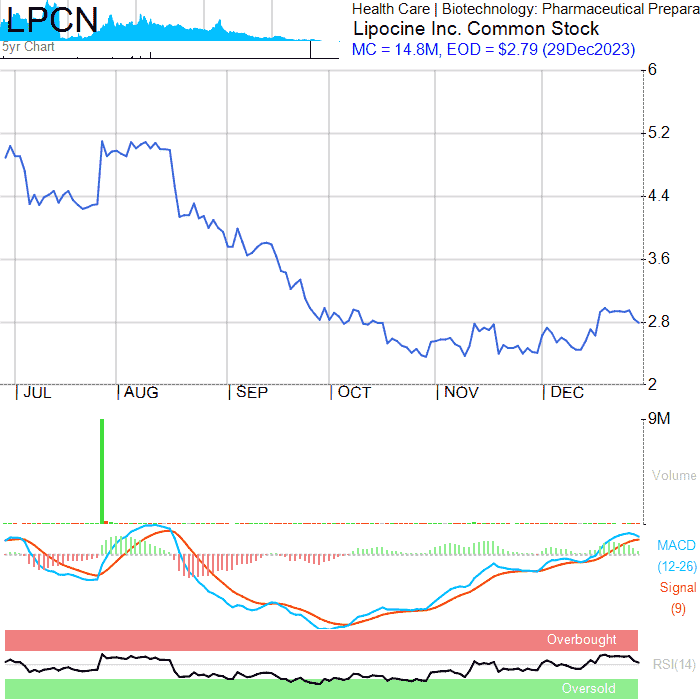 LPCN
5yr Chart
Health Care | Biotechnology: Pharmaceutical Prepara
Lipocine Inc. Common Stock
MC = 14.8M, EOD = $2.79 (29Dec2023)
6
5.2
4.4
3.6
2.8
2
JUL AUG SEP OCT NOV DEC
9M
Volume
MACD
(12-26)
Signal
(9)
Overbought
RSI(14)
Oversold